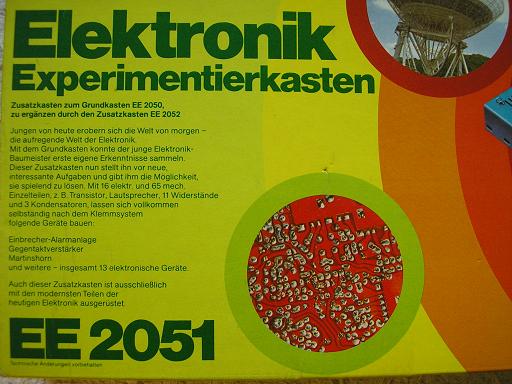 Elektronik
Experimentierkasten
Zusatzkasten zum Grundkasten EE 2050,
zu ergänzen durch den Zusatzkasten EE 2052
Jungen von heute erobern sich die Welt von morgen –
die aufregende Welt der Elektronik.
Mit dem Grundkasten konnte der junge Elektronik-
Baumeister erste eigene Erkenntnisse sammeln.
Dieser Zusatzkasten nun stellt ihn vor neue,
interessante Aufgaben und gibt ihm die Möglichkeit,
sie spielend zu lösen. Mit 16 elektr. und 65 mech.
Einzelteilen, z. B. Transistor, Lautsprecher, 11 Widerstände
und 3 Kondensatoren, lassen sich vollkommen
selbständig nach dem Klemmsystem
folgende Geräte bauen:
Einbrecher-Alarmanlage
Gegentaktverstärker
Martinshorn
und weitere – insgesamt 13 elektronische Geräte.
Auch dieser Zusatzkasten ist ausschließlich
mit den modernsten Teilen der
heutigen Elektronik ausgerüstet.
EE 2051
Technische Änderungen vorbehalten